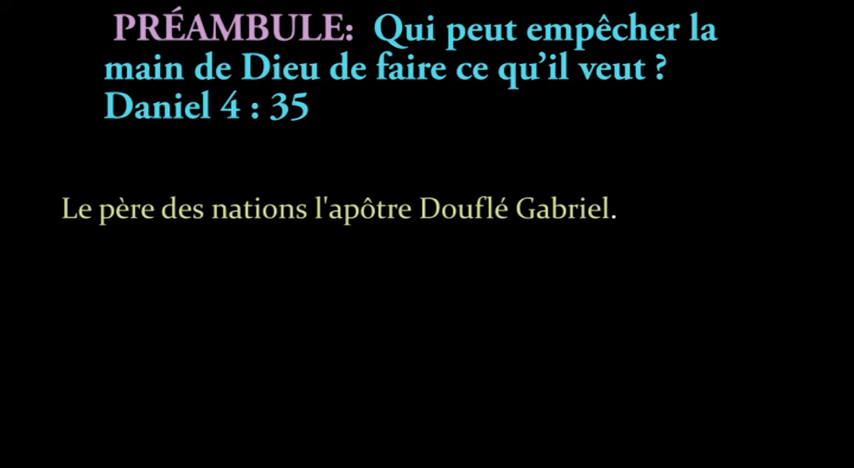 PRÉAMBULE: Qui peut empêcher la
main de Dieu de faire ce qu’il veut ?
Daniel 4 : 35
Le père des nations l'apôtre Douflé Gabriel.